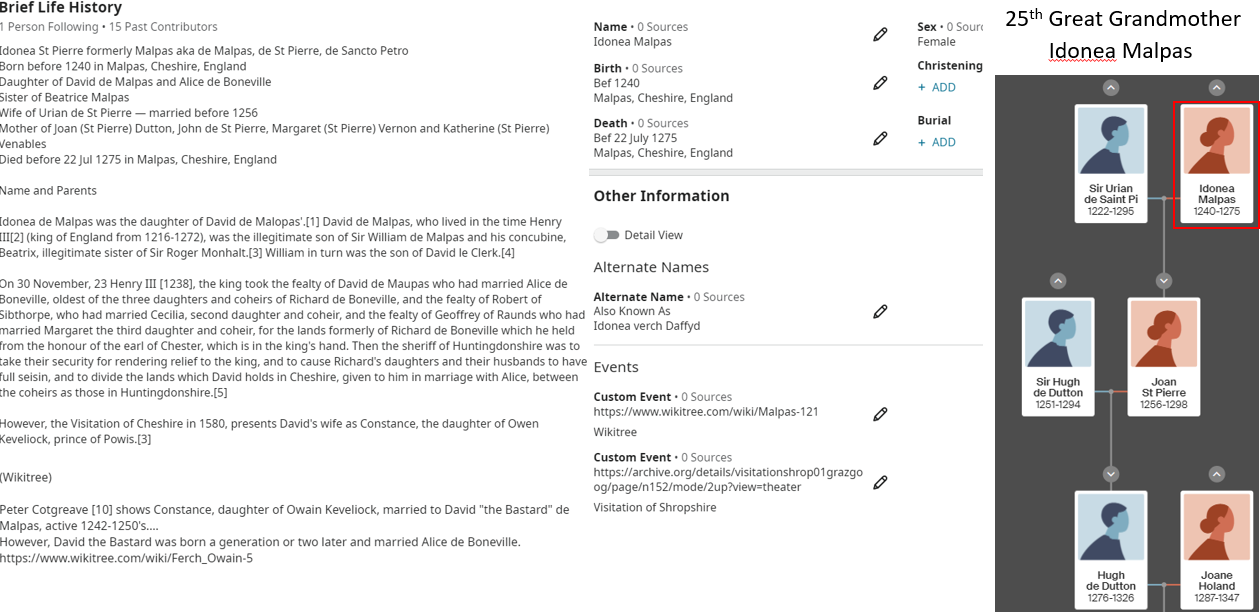 Brief Life History
1 Person Following • 15 Past Contributors
Idonea St Pierre formerly Malpas aka de Malpas, de St Pierre, de Sancto Petro
Born before 1240 in Malpas, Cheshire, England
Daughter of David de Malpas and Alice de Boneville
Sister of Beatrice Malpas
Wife of Urian de St Pierre — married before 1256
Mother of Joan (St Pierre) Dutton, John de St Pierre, Margaret (St Pierre) Vernon and Katherine (St Pierre)
Venables
Died before 22 Jul 1275 in Malpas, Cheshire, England
Name and Parents
Idonea de Malpas was the daughter of David de Malopas'.[1] David de Malpas, who lived in the time Henry
III[2] (king of England from 1216-1272), was the illegitimate son of Sir William de Malpas and his concubine,
Beatrix, illegitimate sister of Sir Roger Monhalt.[3] William in turn was the son of David le Clerk.[4]
On 30 November, 23 Henry III [1238], the king took the fealty of David de Maupas who had married Alice de
Boneville, oldest of the three daughters and coheirs of Richard de Boneville, and the fealty of Robert of
Sibthorpe, who had married Cecilia, second daughter and coheir, and the fealty of Geoffrey of Raunds who had
married Margaret the third daughter and coheir, for the lands formerly of Richard de Boneville which he held
from the honour of the earl of Chester, which is in the king's hand. Then the sheriff of Huntingdonshire was to
take their security for rendering relief to the king, and to cause Richard's daughters and their husbands to have
full seisin, and to divide the lands which David holds in Cheshire, given to him in marriage with Alice, between
the coheirs as those in Huntingdonshire.[5]
However, the Visitation of Cheshire in 1580, presents David's wife as Constance, the daughter of Owen
Keveliock, prince of Powis.[3]
(Wikitree)
Peter Cotgreave [10] shows Constance, daughter of Owain Keveliock, married to David "the Bastard" de
Malpas, active 1242-1250's....
However, David the Bastard was born a generation or two later and married Alice de Boneville.
https://www.wikitree.com/wiki/Ferch_Owain-5
Name • 0 Sources
Idonea Malpas
Sex • 0 Sourc
Female
Birth • 0 Sources
Bef 1240
Malpas, Cheshire, England
Christening
+ ADD
Death • 0 Sources
Bef 22 July 1275
Malpas, Cheshire, England
Burial
+ ADD
Other Information
Detail View
Alternate Names
Alternate Name • 0 Sources
Also Known As
Idonea verch Daffyd
Events
Custom Event • 0 Sources
https://www.wikitree.com/wiki/Malpas-121
Wikitree
Custom Event • 0 Sources
https://archive.org/details/visitationshrop01grazgo
og/page/n152/mode/2up?view=theater
Visitation of Shropshire
25th Great Grandmother
Idonea Malpas
Sir Urian
de Saint Pi
1222-1295
Idonea
Malpas
1240-1275
Sir Hugh
de Dutton
1251-1294
Joan
St Pierre
1256-1298
Hugh
de Dutton
1276-1326
Joane
Holand
1287-1347